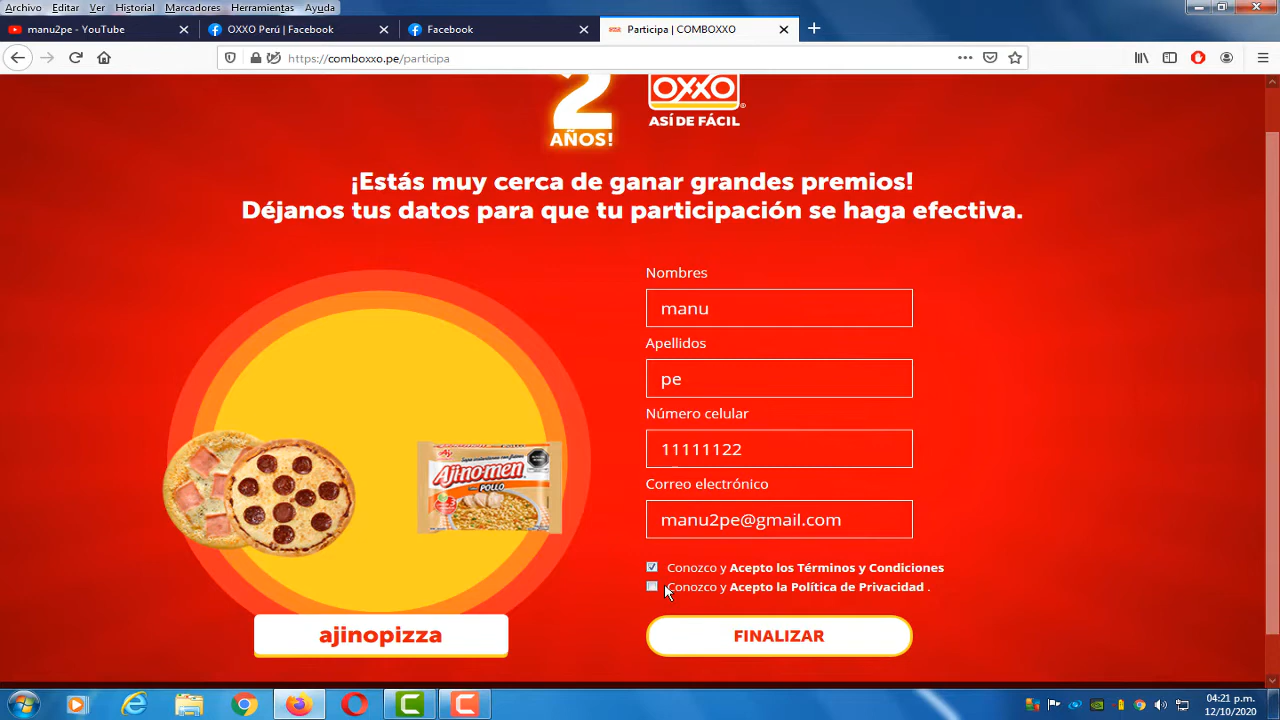 Archivo Editar Ver Historial Marcadores Herramientas Ayuda
manu2pe - YouTube
OXXO Perú | Facebook
Facebook
Participa | COMBOXXO
https://comboxxo.pe/participa
2
AÑOS!
OXXO
ASÍ DE FÁCIL
¡Estás muy cerca de ganar grandes premios!
Déjanos tus datos para que tu participación se haga efectiva.
Nombres
manu
Apellidos
pe
Número celular
11111122
Correo electrónico
manu2pe@gmail.com
Conozco y Acepto los Términos y Condiciones
Conozco y Acepto la Política de Privacidad .
FINALIZAR
Ajinomen
POLLO
ajinopizza
04:21 p.m.
12/10/2020